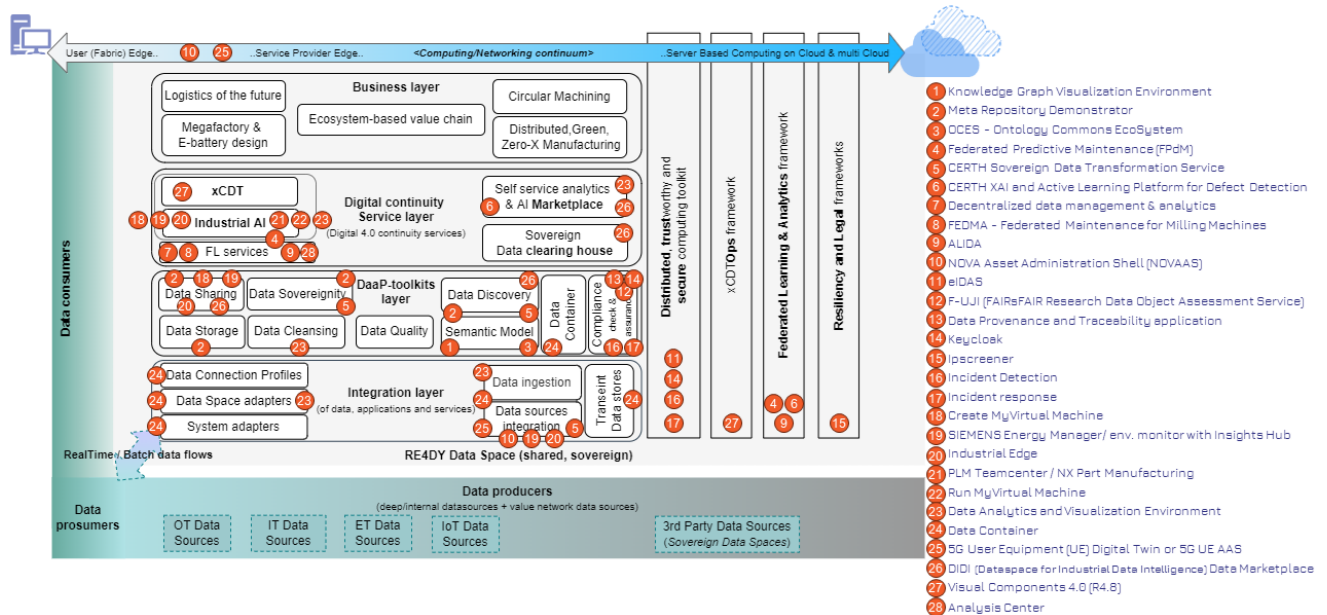 User (Fabric) Edge..
10
25
..Service Provider Edge..
<Computing/Networking continuum>
..Server Based Computing on Cloud & multi Cloud
Data consumers
Business layer
Logistics of the future
Megafactory &
E-battery design
Ecosystem-based value chain
Circular Machining
Distributed,Green,
Zero-X Manufacturing
27
xCDT
18
19
20
Industrial AI
21
22
23
4
7
8
FL services
9
28
Digital continuity
Service layer
(Digital 4.0 continuity services)
Self service analytics
23
6
& AI Marketplace
26
Sovereign
26
Data clearing house
DaaP-toolkits
layer
2
18
19
Data Sharing
20
26
2
Data Sovereignity
5
Data Storage
2
Data Cleansing
23
Data Quality
26
Data Discovery
2
5
Semantic Model
1
3
Data
Container
24
13
14
12
Compliance
check &
assurance
16
17
Integration layer
(of data, applications and services)
24
Data Connection Profiles
24
Data Space adapters
23
24
System adapters
23
Data ingestion
24
Data sources
25
integration
5
10
19
20
Transeint
Data stores
24
Distributed, trustworthy and
secure computing toolkit
11
14
16
17
xCDTOps framework
27
Federated Learning & Analytics framework
4
6
9
Resiliency and Legal frameworks
15
RealTime / Batch data flows
RE4DY Data Space (shared, sovereign)
Data
prosumers
Data producers
(deep/internal datasources + value network data sources)
OT Data
Sources
IT Data
Sources
ET Data
Sources
IoT Data
Sources
3rd Party Data Sources
(Sovereign Data Spaces)
1 Knowledge Graph Visualization Environment
2 Meta Repository Demonstrator
3 OCES - Ontology Commons EcoSystem
4 Federated Predictive Maintenance (FPdM)
5 CERTH Sovereign Data Transformation Service
6 CERTH XAI and Active Learning Platform for Defect Detection
7 Decentralized data management & analytics
8 FEDMA - Federated Maintenance for Milling Machines
9 ALIDA
10 NOVA Asset Administration Shell (NOVAAS)
11 eIDAS
12 F-UJI (FAIRsFAIR Research Data Object Assessment Service)
13 Data Provenance and Traceability application
14 Keycloak
15 Ipscreener
16 Incident Detection
17 Incident response
18 Create MyVirtual Machine
19 SIEMENS Energy Manager/ env. monitor with Insights Hub
20 Industrial Edge
21 PLM Teamcenter / NX Part Manufacturing
22 Run MyVirtual Machine
23 Data Analytics and Visualization Environment
24 Data Container
25 5G User Equipment (UE) Digital Twin or 5G UE AAS
26 DIDI (Dataspace for Industrial Data Intelligence) Data Marketplace
27 Visual Components 4.0 (R4.8)
28 Analysis Center